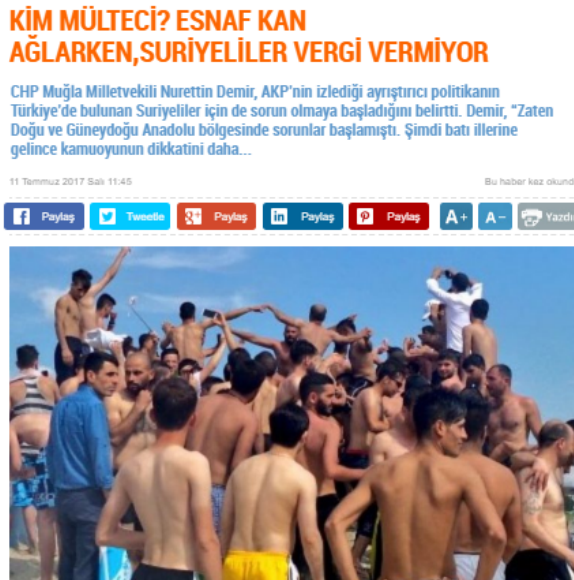 KİM MÜLTECİ? ESNAF KAN
AĞLARKEN,SURİYELİLER VERGİ VERMİYOR
CHP Muğla Milletvekili Nurettin Demir, AKP'nin izlediği ayrıştırıcı politikanın
Türkiye'de bulunan Suriyeliler için de sorun olmaya başladığını belirtti. Demir, “Zaten
Doğu ve Güneydoğu Anadolu bölgesinde sorunlar başlamıştı. Şimdi batı illerine
gelince kamuoyunun dikkatini daha...
11 Temmuz 2017 Salı 11:45 Bu haber kez okund
f Paylaş Tweetle g+ Paylaş in Paylaş Paylaş A+ A− Yazdı